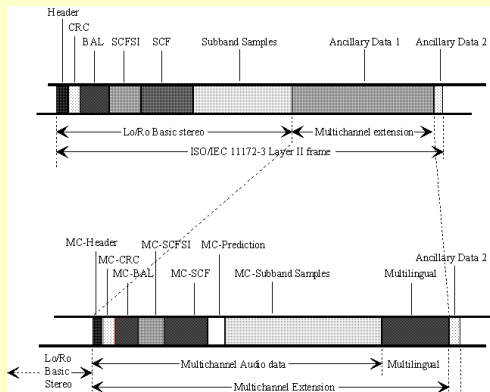 Header
CRC
BAL SCFSI SCF Subband Samples Ancillary Data 1 Ancillary Data 2
Lo/Ro Basic stereo Multichannel extension
ISO/IEC 11172-3 Layer II frame
MC-Header MC-SCFSI MC-Prediction
MC-CRC Ancillary Data 2
MC-BAL MC-SCF MC-Subband Samples Multilingual
Lo/Ro
Basic
Stereo
Multichannel Audio data Multilingual
Multichannel Extension